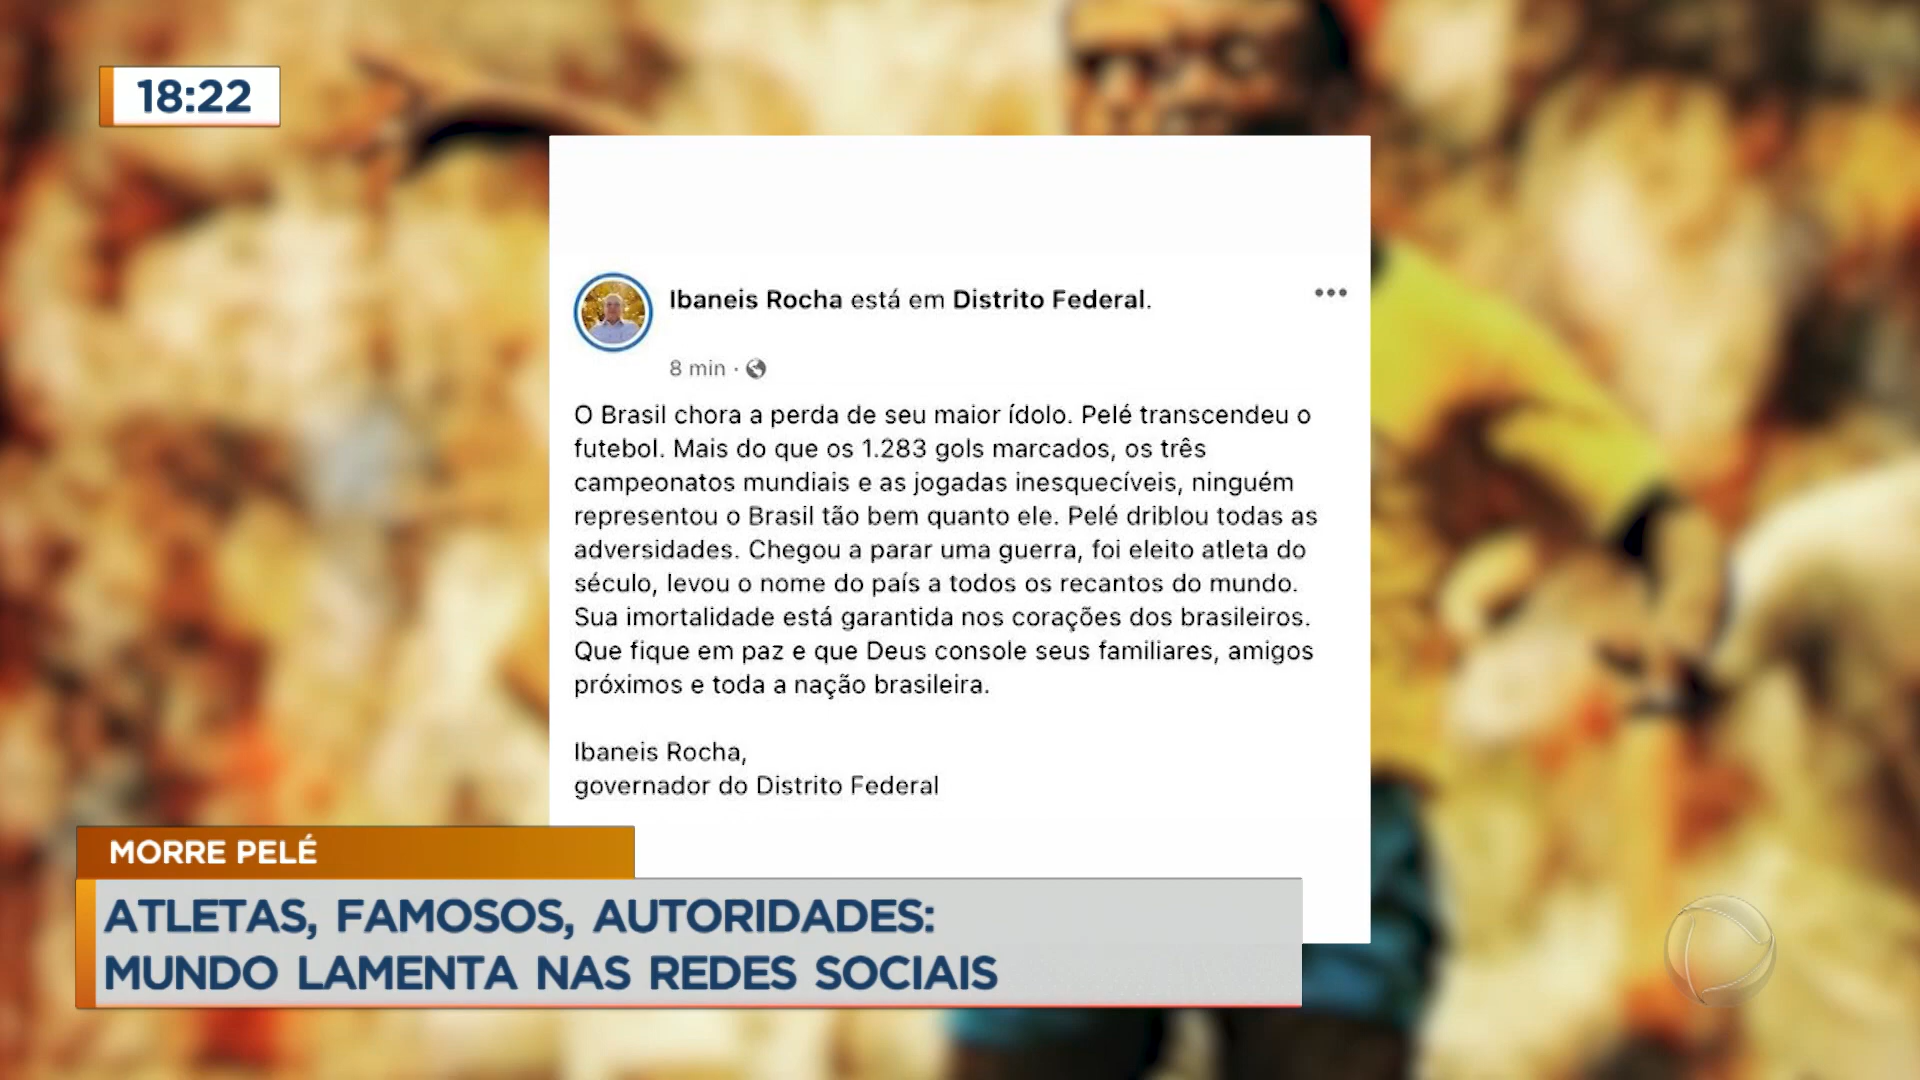 18:22
Ibaneis Rocha está em Distrito Federal.
8 min ·
O Brasil chora a perda de seu maior ídolo. Pelé transcendeu o
futebol. Mais do que os 1.283 gols marcados, os três
campeonatos mundiais e as jogadas inesquecíveis, ninguém
representou o Brasil tão bem quanto ele. Pelé driblou todas as
adversidades. Chegou a parar uma guerra, foi eleito atleta do
século, levou o nome do país a todos os recantos do mundo.
Sua imortalidade está garantida nos corações dos brasileiros.
Que fique em paz e que Deus console seus familiares, amigos
próximos e toda a nação brasileira.
Ibaneis Rocha,
governador do Distrito Federal
MORRE PELÉ
ATLETAS, FAMOSOS, AUTORIDADES:
MUNDO LAMENTA NAS REDES SOCIAIS